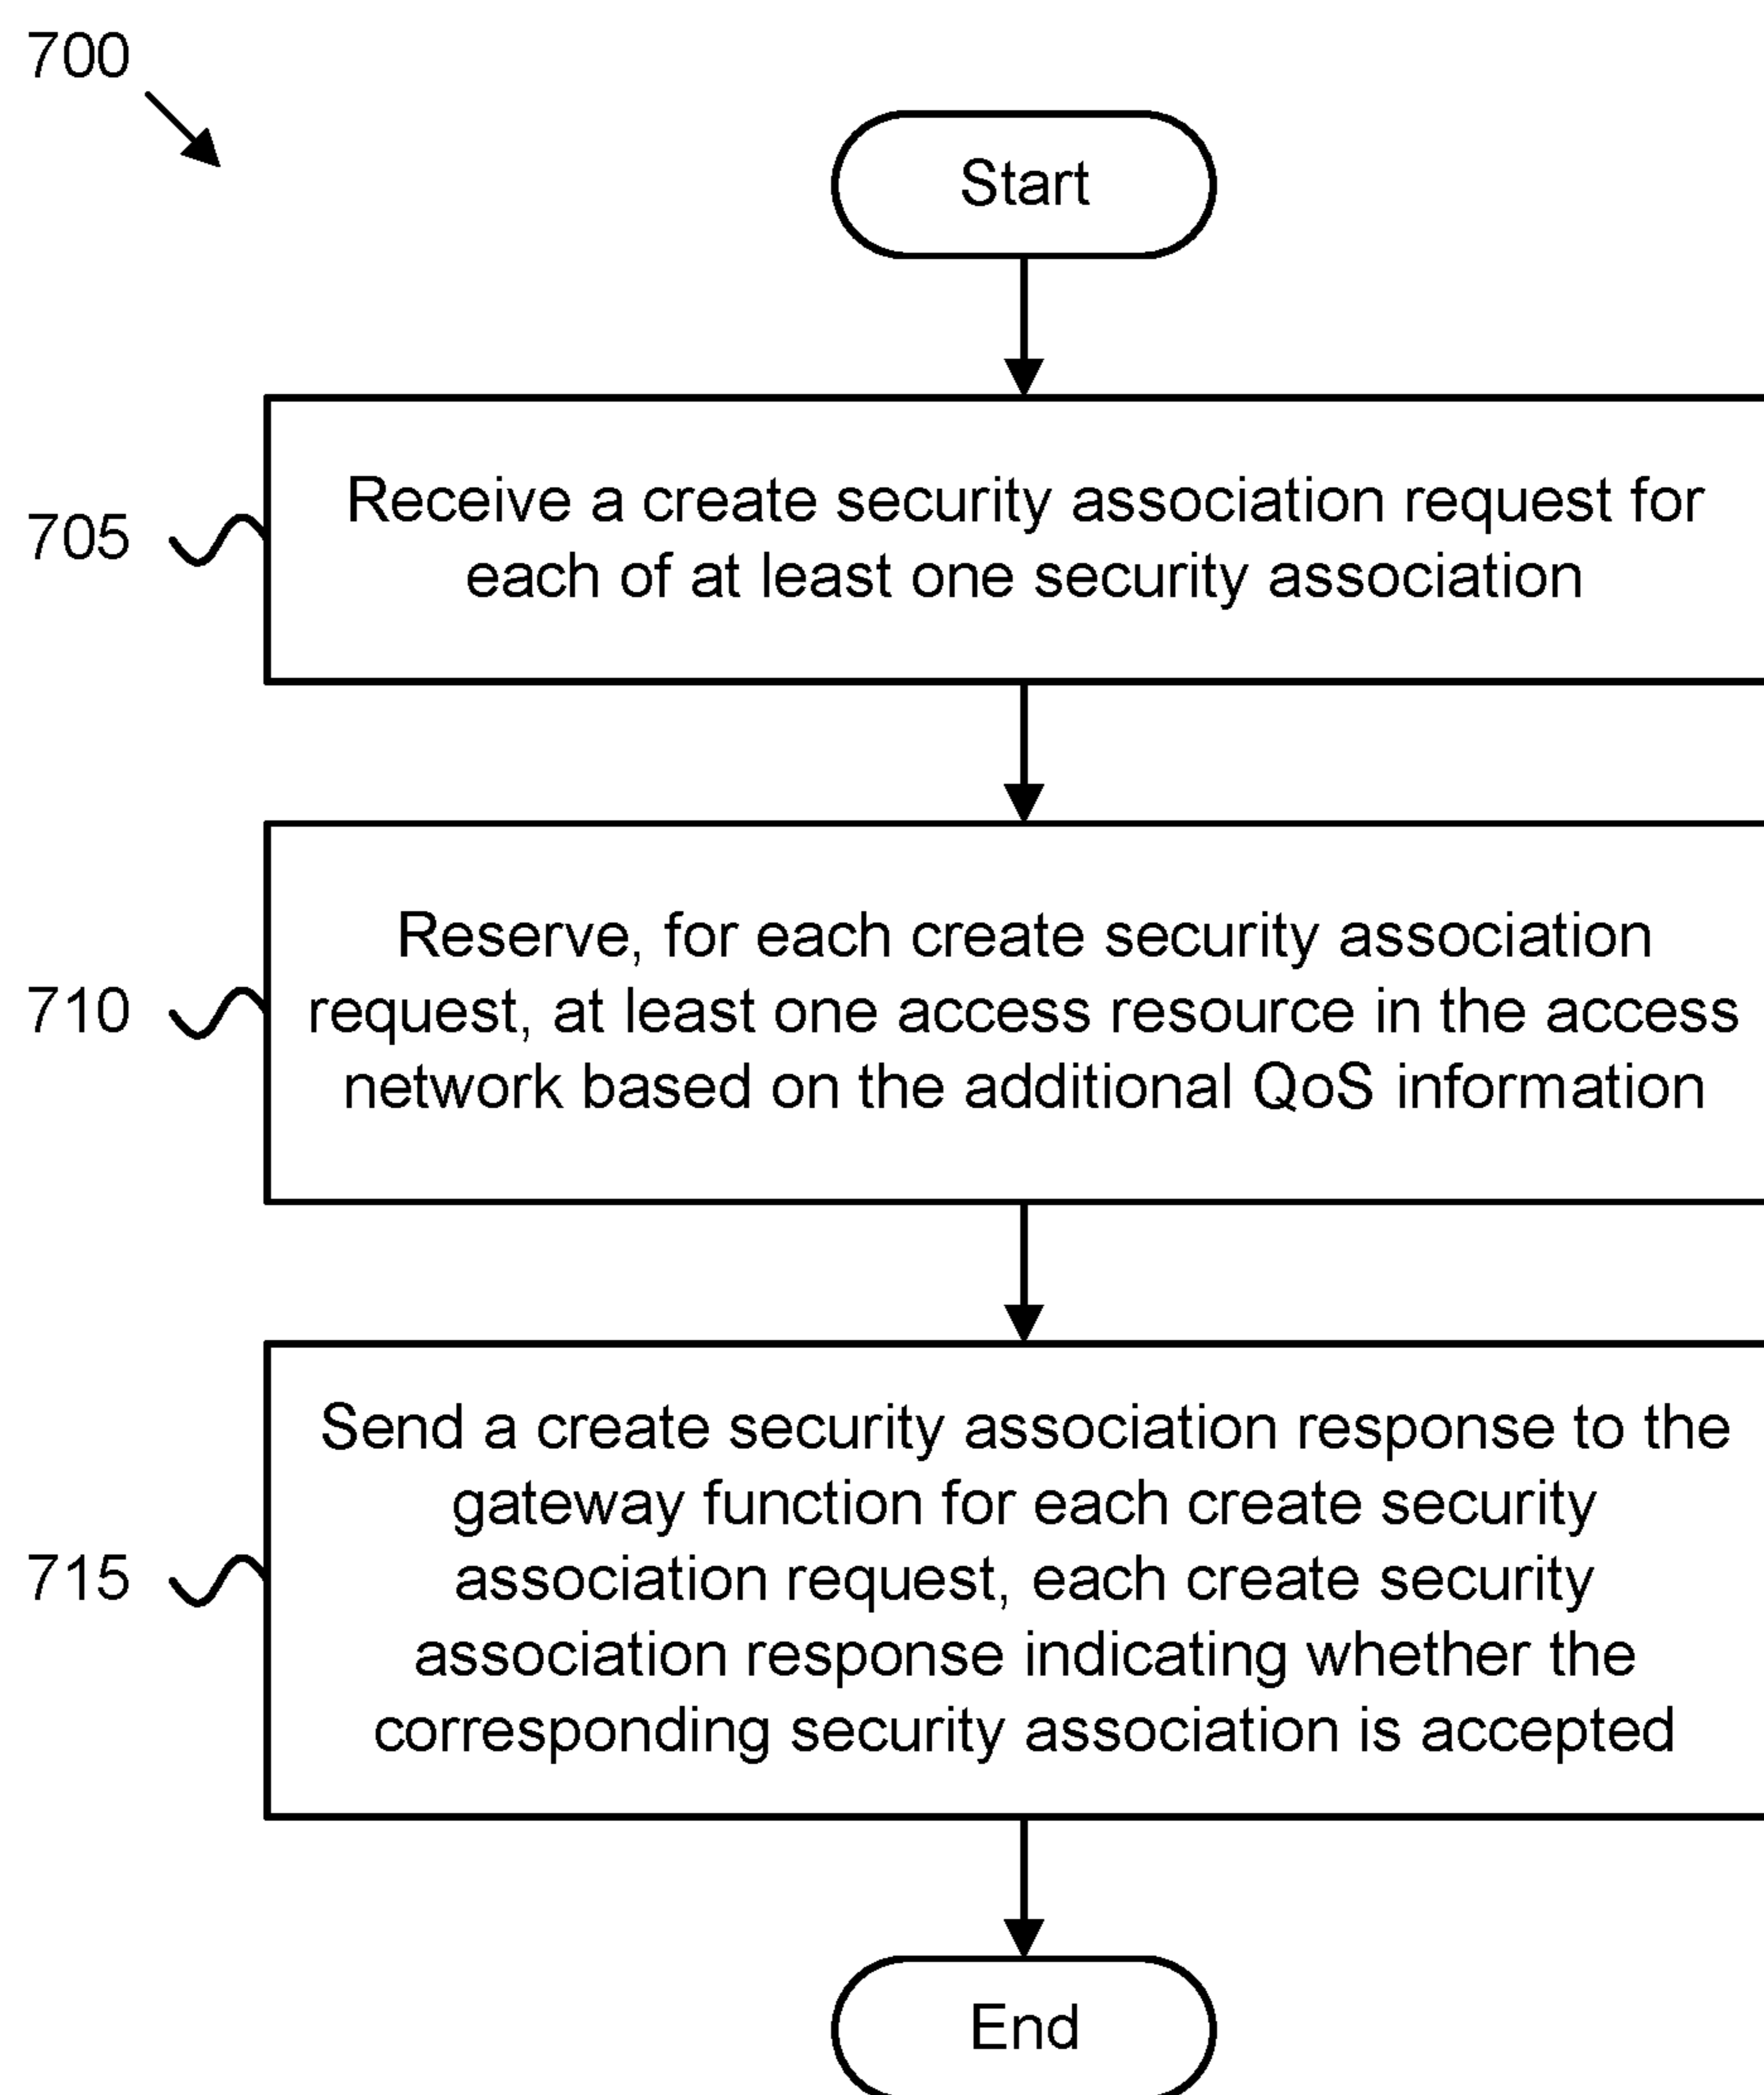 700
Start
705
Receive a create security association request for
each of at least one security association
710
Reserve, for each create security association
request, at least one access resource in the access
network based on the additional QoS information
715
Send a create security association response to the
gateway function for each create security
association request, each create security
association response indicating whether the
corresponding security association is accepted
End